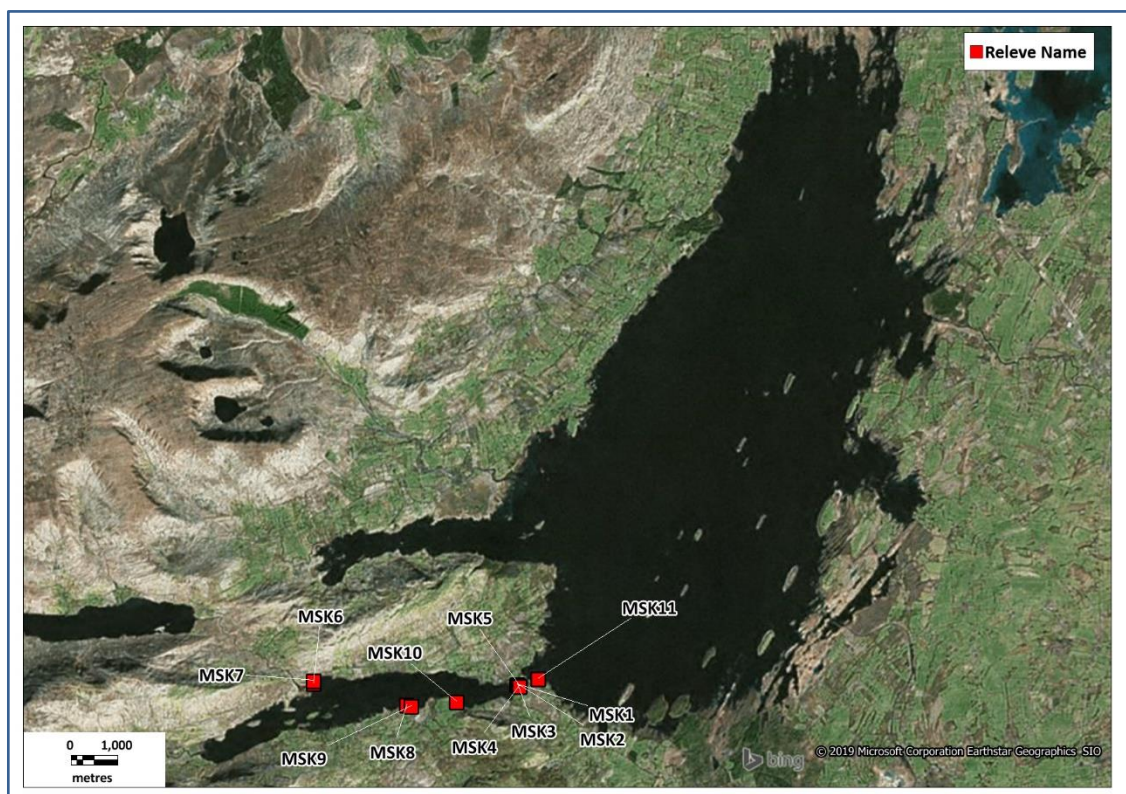 Releve Name
MSK6
MSK5
MSK11
MSK10
MSK7
MSK1
MSK3
MSK2
MSK4
MSK8
MSK9
0 1,000
metres
bing
© 2019 Microsoft Corporation Earthstar Geographics SIO